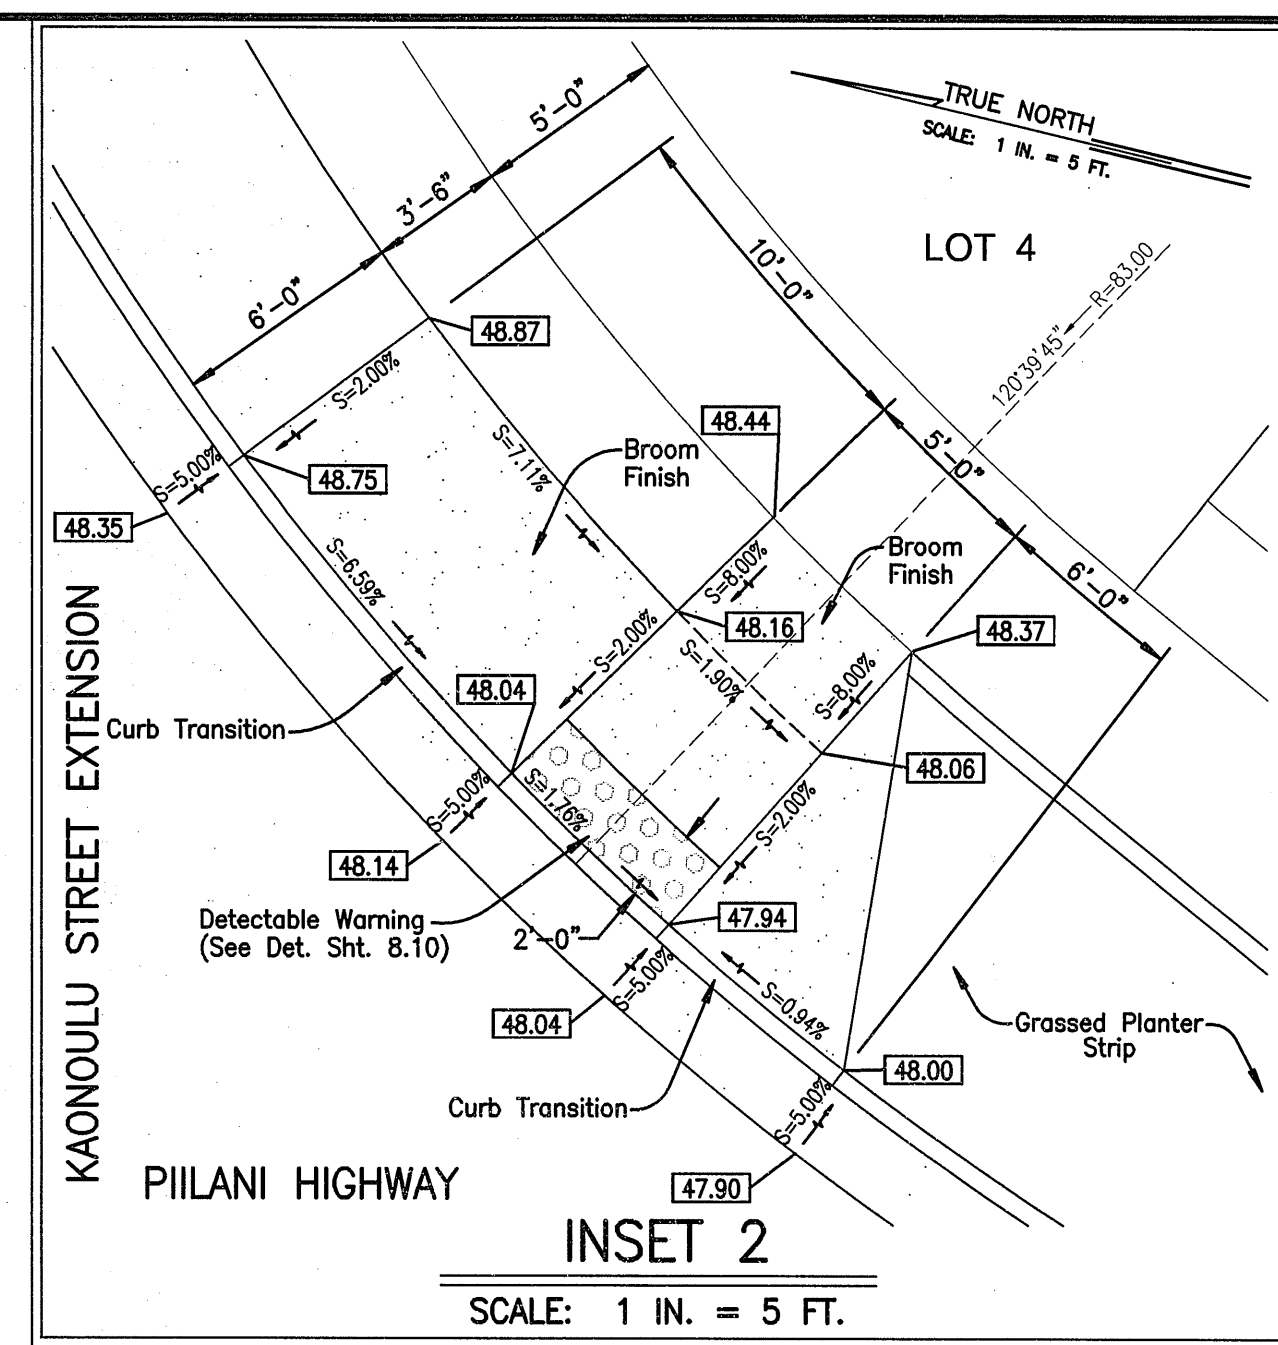 5'-0"
3'-6"
6'-0"
TRUE NORTH
SCALE: 1 IN. = 5 FT.
LOT 4
10'-0"
120°39'45"
R=83.00
48.87
S=2.00%
48.44
Broom
Finish
S=7.11%
5'-0"
S=5.00%
48.75
48.35
Broom
Finish
S=6.59%
S=8.00%
6'-0"
48.16
48.37
S=2.00%
S=1.90%
S=8.00%
48.04
Curb Transition
48.06
S=5.00%
S=1.76%
S=2.00%
48.14
Detectable Warning
(See Det. Sht. 8.10)
2'-0"
47.94
S=5.00%
48.04
S=0.94%
Grassed Planter
Strip
48.00
Curb Transition
S=5.00%
47.90
KAONOULU STREET EXTENSION
PIILANI HIGHWAY
INSET 2
SCALE: 1 IN. = 5 FT.